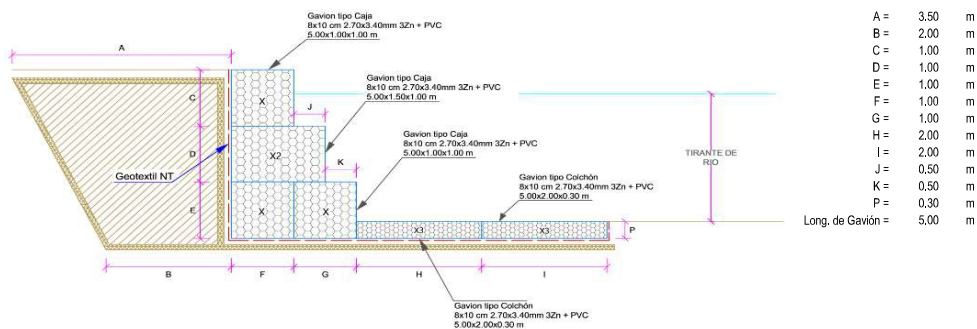 Gavion tipo Caja
8x10 cm 2.70x3.40mm 3Zn + PVC
5.00x1.00x1.00 m
A
Gavion tipo Caja
8x10 cm 2.70x3.40mm 3Zn + PVC
5.00x1.50x1.00 m
C
X
J
Gavion tipo Caja
8x10 cm 2.70x3.40mm 3Zn + PVC
5.00x1.00x1.00 m
D
X2
K
TIRANTE DE
RIO
Geotextil NT
Gavion tipo Colchón
8x10 cm 2.70x3.40mm 3Zn + PVC
5.00x2.00x0.30 m
E
X
X
X3
X3
P
B
F
G
H
I
Gavion tipo Colchón
8x10 cm 2.70x3.40mm 3Zn + PVC
5.00x2.00x0.30 m
A = 3.50 m
B = 2.00 m
C = 1.00 m
D = 1.00 m
E = 1.00 m
F = 1.00 m
G = 1.00 m
H = 2.00 m
I = 2.00 m
J = 0.50 m
K = 0.50 m
P = 0.30 m
Long. de Gavión = 5.00 m